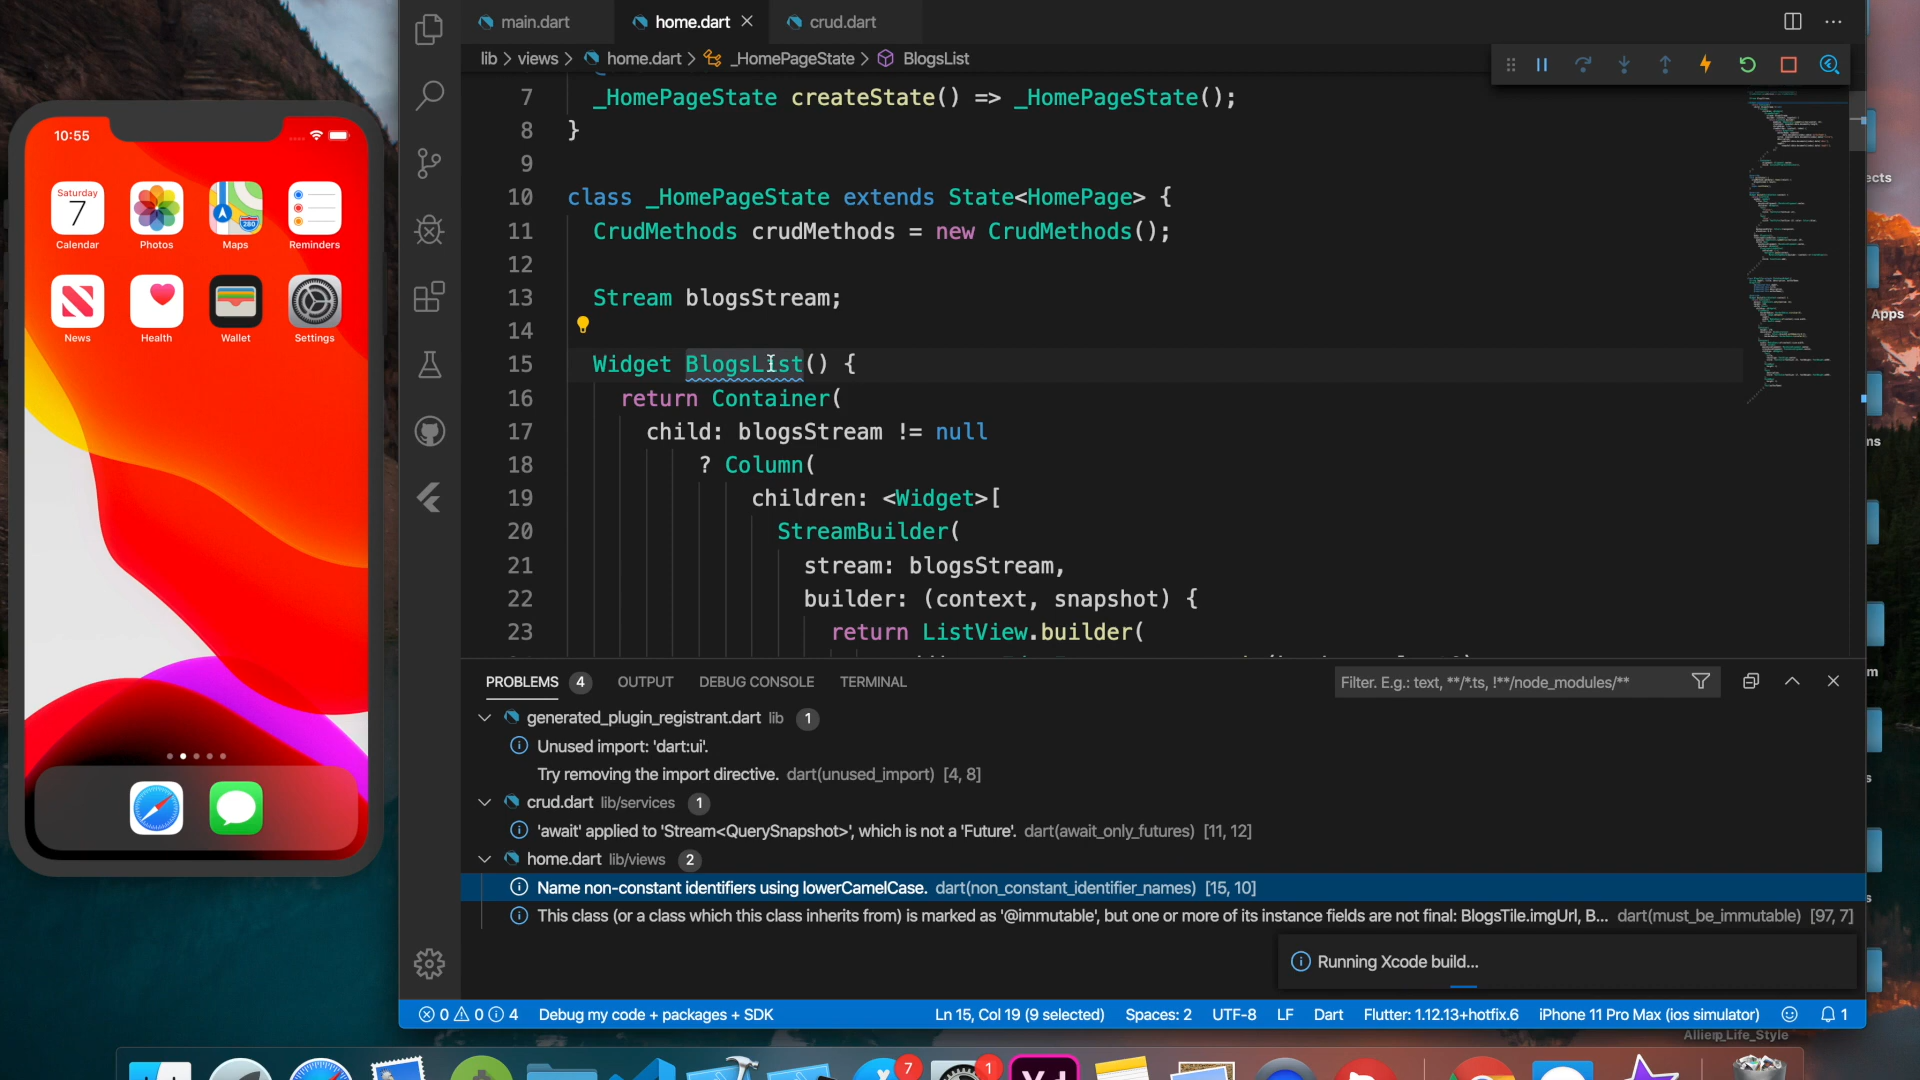 10:55
Saturday
7
Calendar
Photos
280
Maps
Reminders
News
Health
Wallet
Settings
main.dart
home.dart
crud.dart
lib > views > home.dart > _HomePageState > BlogsList
7 _HomePageState createState() => _HomePageState();
8 }
9
10 class _HomePageState extends State<HomePage> {
11 CrudMethods crudMethods = new CrudMethods();
12
13 Stream blogsStream;
14
15 Widget BlogsList() {
16 return Container(
17 child: blogsStream != null
18 ? Column(
19 children: <Widget>[
20 StreamBuilder(
21 stream: blogsStream,
22 builder: (context, snapshot) {
23 return ListView.builder(
PROBLEMS 4 OUTPUT DEBUG CONSOLE TERMINAL
Filter. E.g.: text, **/*.ts, !**/node_modules/**
generated_plugin_registrant.dart lib 1
Unused import: 'dart:ui'.
Try removing the import directive. dart(unused_import) [4, 8]
crud.dart lib/services 1
'await' applied to 'Stream<QuerySnapshot>', which is not a 'Future'. dart(await_only_futures) [11, 12]
home.dart lib/views 2
Name non-constant identifiers using lowerCamelCase. dart(non_constant_identifier_names) [15, 10]
This class (or a class which this class inherits from) is marked as '@immutable', but one or more of its instance fields are not final: BlogsTile.imgUrl, B... dart(must_be_immutable) [97, 7]
Running Xcode build...
0 0 4 Debug my code + packages + SDK Ln 15, Col 19 (9 selected) Spaces: 2 UTF-8 LF Dart Flutter: 1.12.13+hotfix.6 iPhone 11 Pro Max (ios simulator) 1
ects
Apps
ns
m
s
s
7
1
Xd